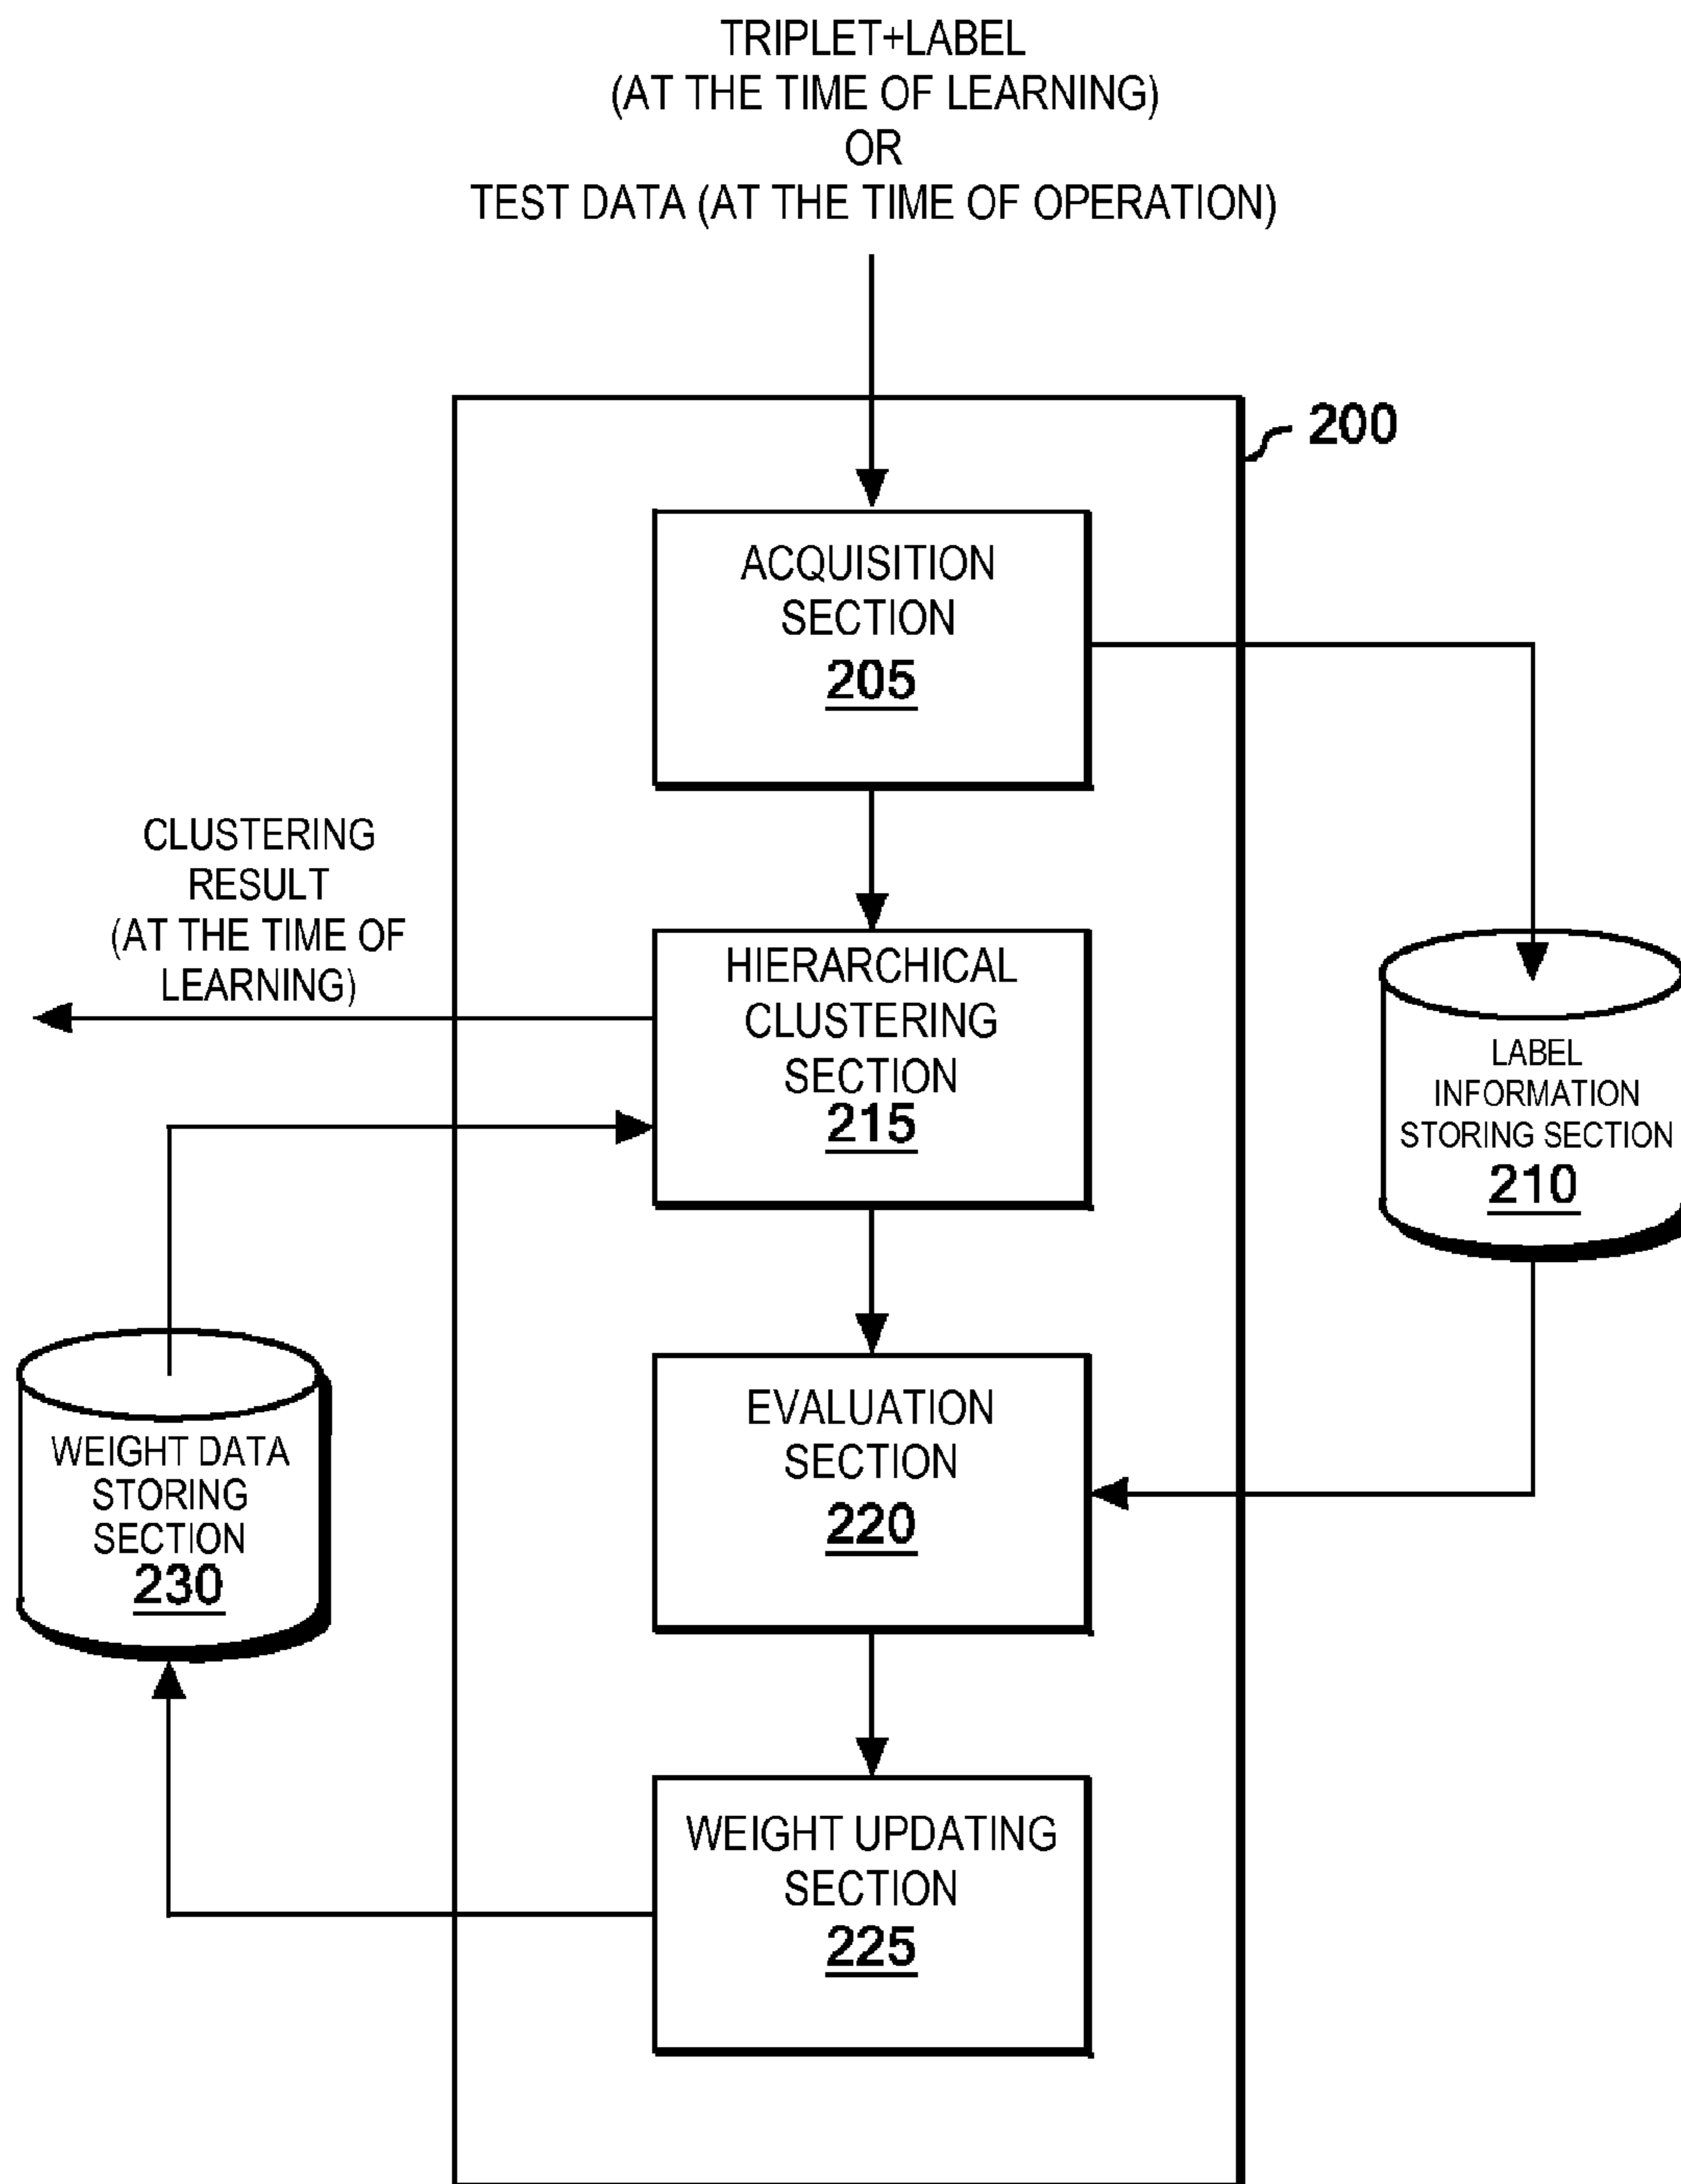 TRIPLET+LABEL
(AT THE TIME OF LEARNING)
OR
TEST DATA (AT THE TIME OF OPERATION)
200
ACQUISITION
SECTION
205
CLUSTERING
RESULT
(AT THE TIME OF
LEARNING)
HIERARCHICAL
CLUSTERING
SECTION
215
LABEL
INFORMATION
STORING SECTION
210
EVALUATION
SECTION
220
WEIGHT DATA
STORING
SECTION
230
WEIGHT UPDATING
SECTION
225